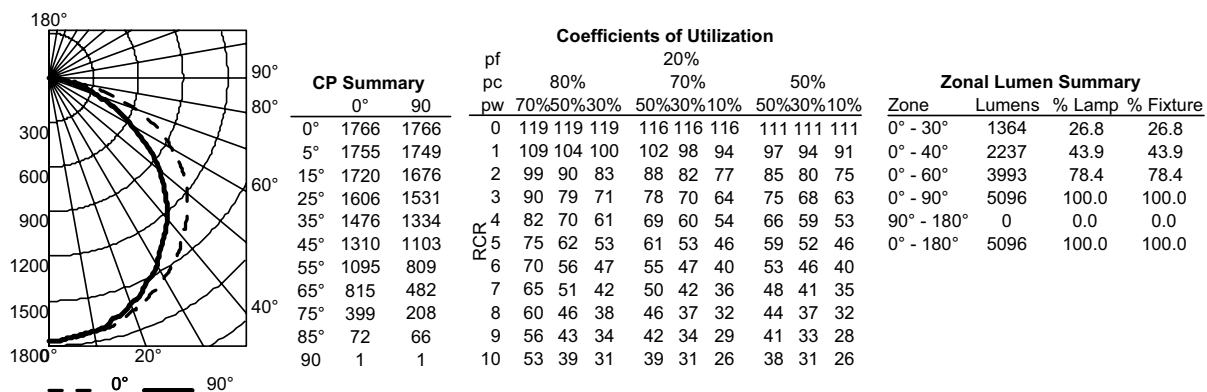 180°
90°
80°
300
600
60°
900
1200
40°
1500
1800° 20°
0° 90°
CP Summary
0° 90
0° 1766 1766
5° 1755 1749
15° 1720 1676
25° 1606 1531
35° 1476 1334
45° 1310 1103
55° 1095 809
65° 815 482
75° 399 208
85° 72 66
90 1 1
Coefficients of Utilization
pf 20%
pc 80% 70% 50%
pw 70%50%30% 50%30%10% 50%30%10%
RCR
0 119 119 119 116 116 116 111 111 111
1 109 104 100 102 98 94 97 94 91
2 99 90 83 88 82 77 85 80 75
3 90 79 71 78 70 64 75 68 63
4 82 70 61 69 60 54 66 59 53
5 75 62 53 61 53 46 59 52 46
6 70 56 47 55 47 40 53 46 40
7 65 51 42 50 42 36 48 41 35
8 60 46 38 46 37 32 44 37 32
9 56 43 34 42 34 29 41 33 28
10 53 39 31 39 31 26 38 31 26
Zonal Lumen Summary
Zone Lumens % Lamp % Fixture
0° - 30° 1364 26.8 26.8
0° - 40° 2237 43.9 43.9
0° - 60° 3993 78.4 78.4
0° - 90° 5096 100.0 100.0
90° - 180° 0 0.0 0.0
0° - 180° 5096 100.0 100.0